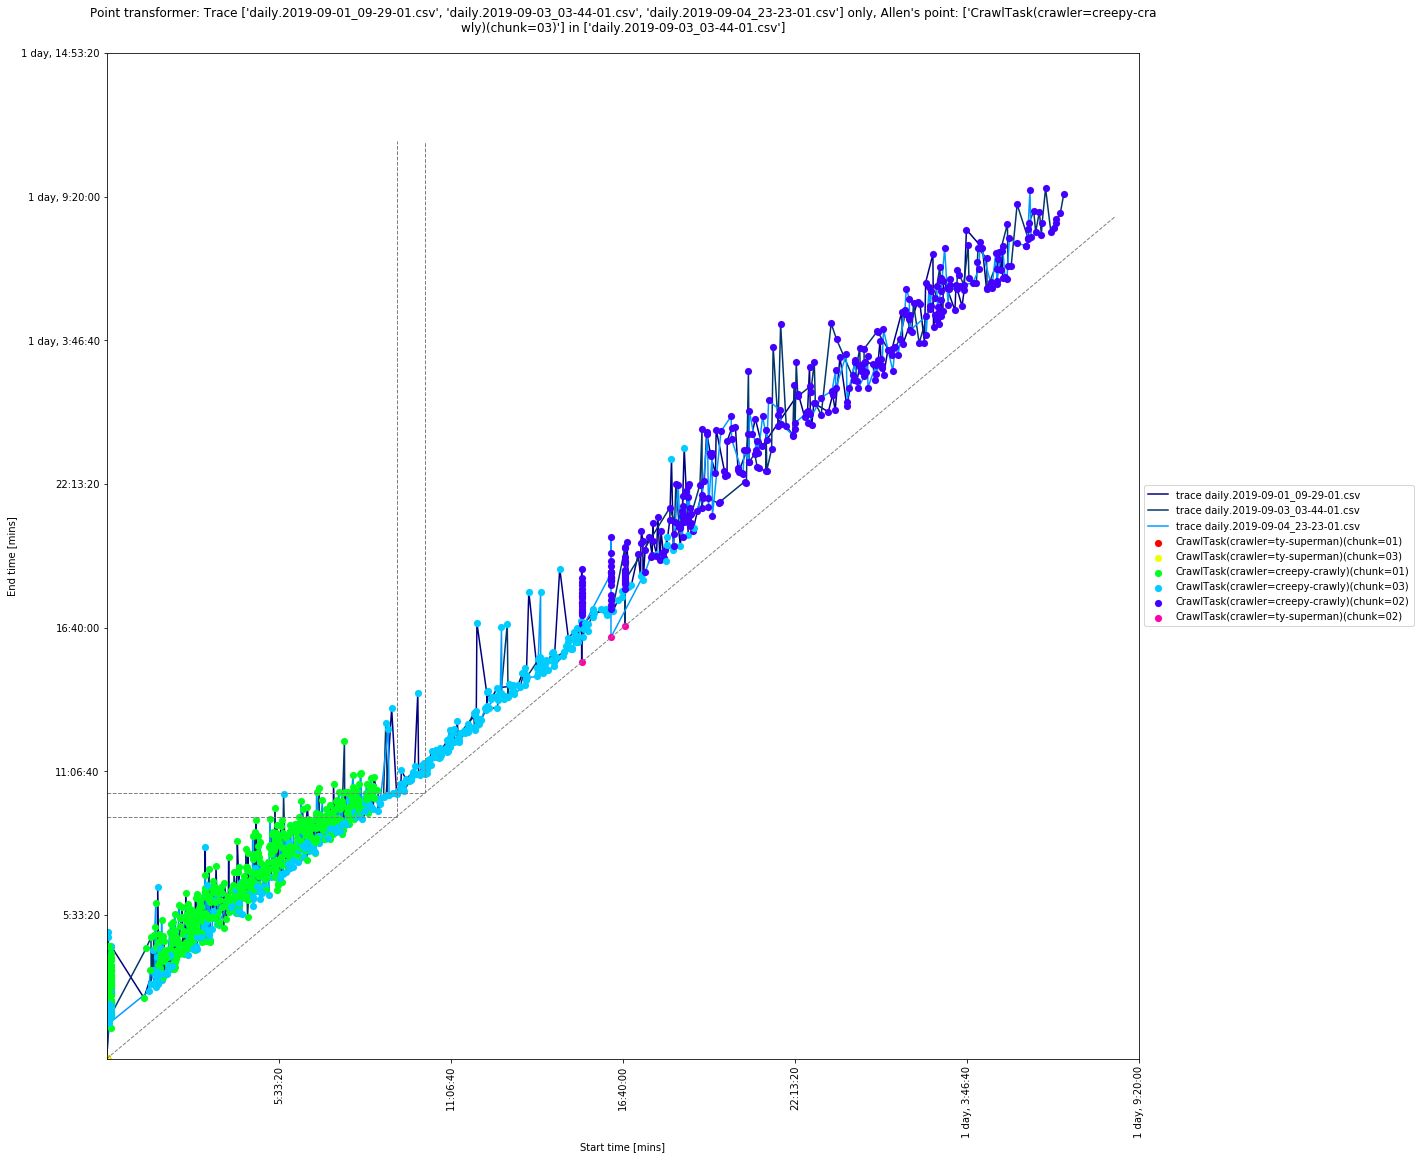 Point transformer: Trace ['daily.2019-09-01_09-29-01.csv', 'daily.2019-09-03_03-44-01.csv', 'daily.2019-09-04_23-23-01.csv'] only, Allen's point: ['CrawlTask(crawler=creepy-cra
wly)(chunk=03)'] in ['daily.2019-09-03_03-44-01.csv']
1 day, 14:53:20
1 day, 9:20:00
1 day, 3:46:40
22:13:20
16:40:00
11:06:40
5:33:20
End time [mins]
trace daily.2019-09-01_09-29-01.csv
trace daily.2019-09-03_03-44-01.csv
trace daily.2019-09-04_23-23-01.csv
CrawlTask(crawler=ty-superman)(chunk=01)
CrawlTask(crawler=ty-superman)(chunk=03)
CrawlTask(crawler=creepy-crawly)(chunk=01)
CrawlTask(crawler=creepy-crawly)(chunk=03)
CrawlTask(crawler=creepy-crawly)(chunk=02)
CrawlTask(crawler=ty-superman)(chunk=02)
5:33:20
11:06:40
16:40:00
22:13:20
1 day, 3:46:40
1 day, 9:20:00
Start time [mins]